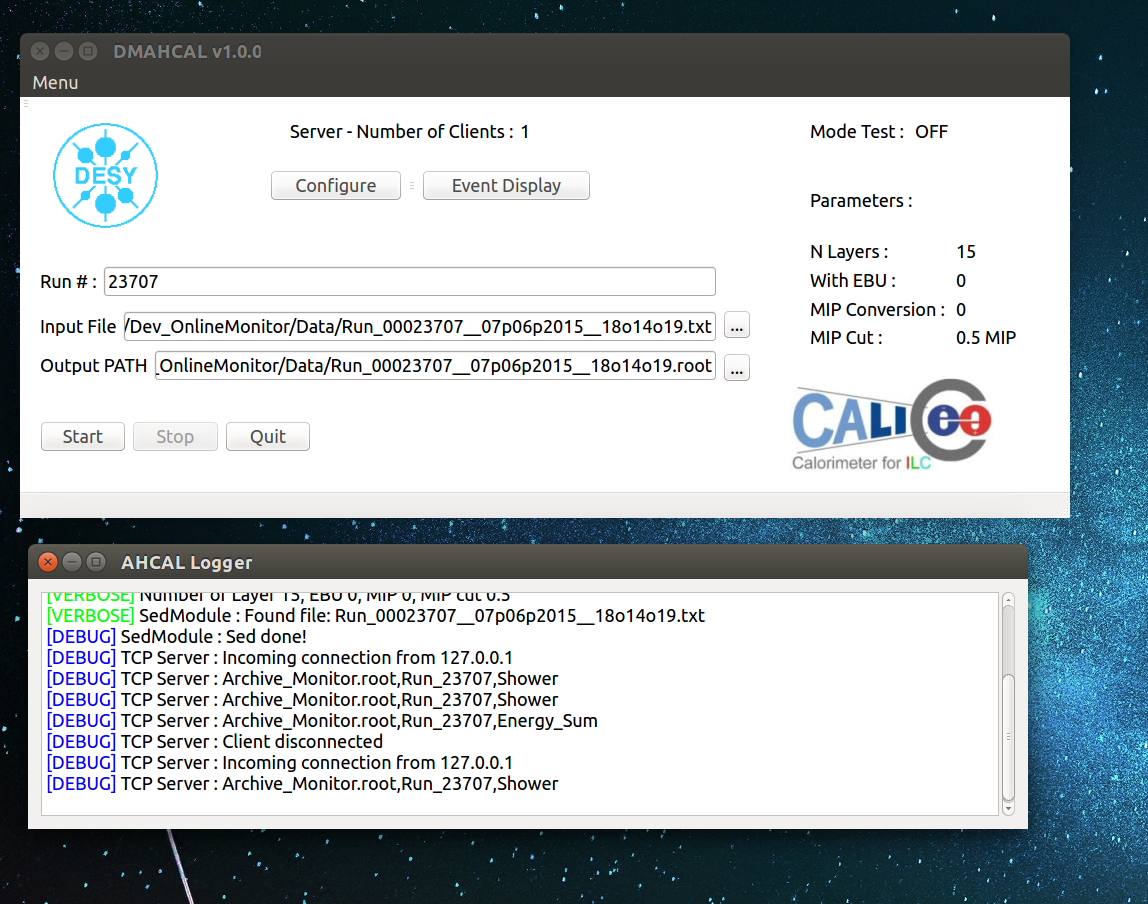 DMAHCAL v1.0.0
Menu
DESY
Server - Number of Clients : 1
Mode Test : OFF
Configure
Event Display
Parameters :
N Layers : 15
With EBU : 0
MIP Conversion : 0
MIP Cut : 0.5 MIP
Run # : 23707
Input File /Dev_OnlineMonitor/Data/Run_00023707__07p06p2015__18o14o19.txt ...
Output PATH _OnlineMonitor/Data/Run_00023707__07p06p2015__18o14o19.root ...
Start Stop Quit
CALICE
Calorimeter for ILC
AHCAL Logger
[VERBOSE] Number of Layer 15, EBU 0, MIP 0, MIP cut 0.5
[VERBOSE] SedModule : Found file: Run_00023707__07p06p2015__18o14o19.txt
[DEBUG] SedModule : Sed done!
[DEBUG] TCP Server : Incoming connection from 127.0.0.1
[DEBUG] TCP Server : Archive_Monitor.root,Run_23707,Shower
[DEBUG] TCP Server : Archive_Monitor.root,Run_23707,Shower
[DEBUG] TCP Server : Archive_Monitor.root,Run_23707,Energy_Sum
[DEBUG] TCP Server : Client disconnected
[DEBUG] TCP Server : Incoming connection from 127.0.0.1
[DEBUG] TCP Server : Archive_Monitor.root,Run_23707,Shower